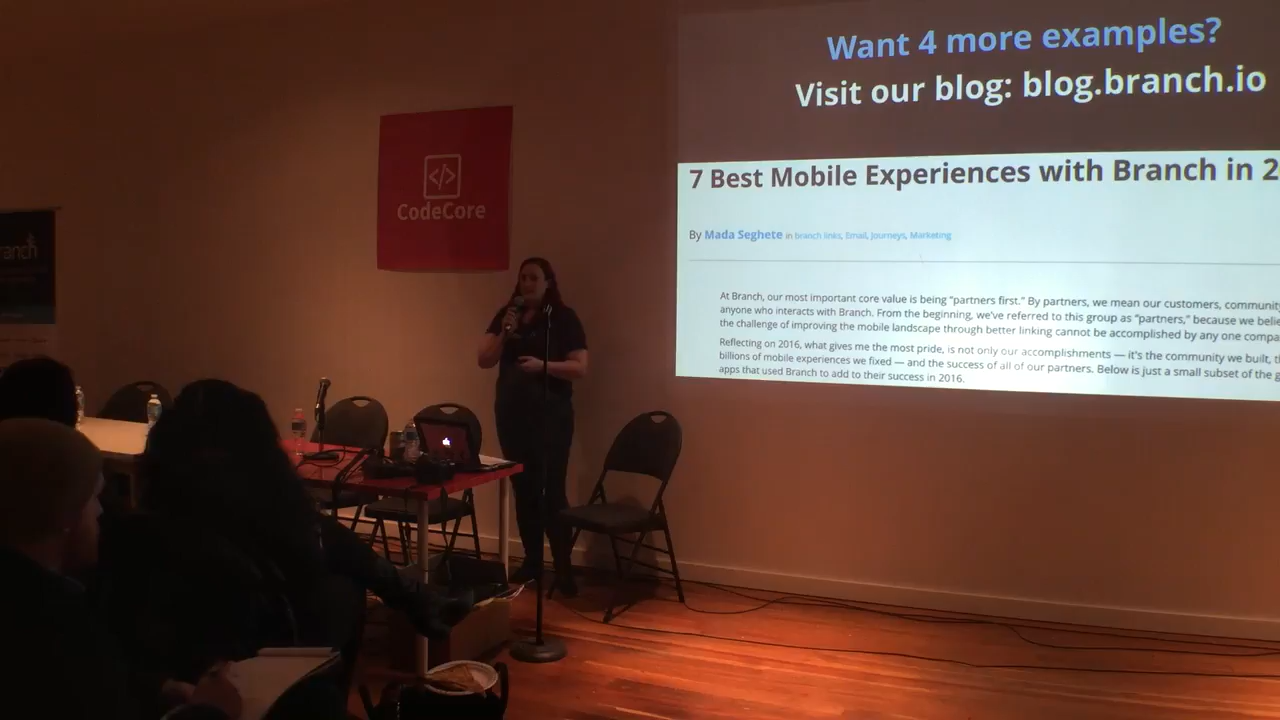 Want 4 more examples?
Visit our blog: blog.branch.io
7 Best Mobile Experiences with Branch in 2
By Mada Seghete in branch links, Email, Journeys, Marketing
At Branch, our most important core value is being "partners first." By partners, we mean our customers, community
anyone who interacts with Branch. From the beginning, we've referred to this group as "partners," because we belie
the challenge of improving the mobile landscape through better linking cannot be accomplished by any one compa
Reflecting on 2016, what gives me the most pride, is not only our accomplishments — it's the community we built, t
billions of mobile experiences we fixed — and the success of all of our partners. Below is just a small subset of the g
apps that used Branch to add to their success in 2016.
</>
CodeCore
ranch